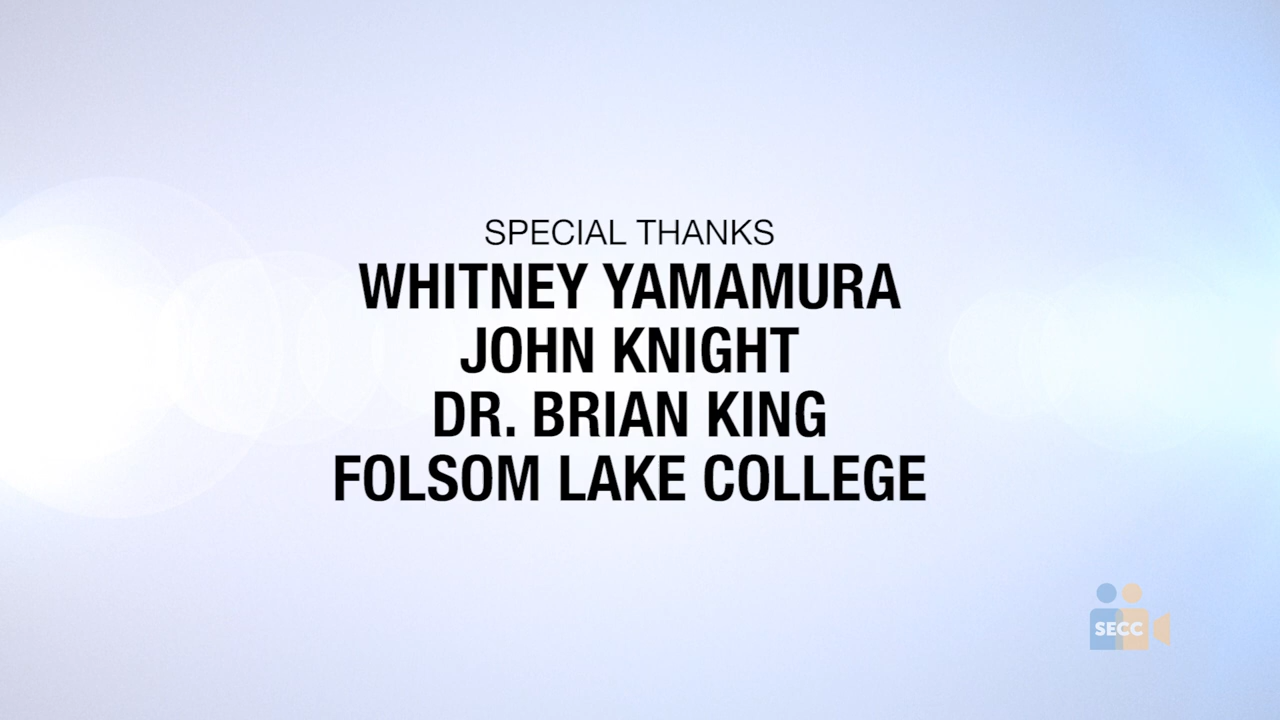 SPECIAL THANKS
WHITNEY YAMAMURA
JOHN KNIGHT
DR. BRIAN KING
FOLSOM LAKE COLLEGE
SECC